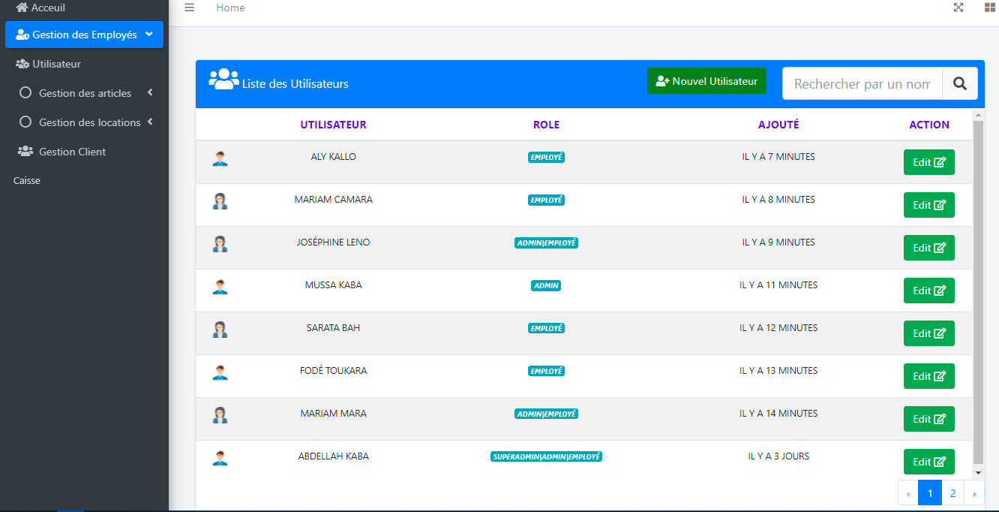 Acceuil
Home
Gestion des Employés
Utilisateur
Gestion des articles
Gestion des locations
Gestion Client
Caisse
Liste des Utilisateurs
Nouvel Utilisateur
Rechercher par un nom
UTILISATEUR ROLE AJOUTÉ ACTION
ALY KALLO EMPLOYÉ IL Y A 7 MINUTES Edit
MARIAM CAMARA EMPLOYÉ IL Y A 8 MINUTES Edit
JOSÉPHINE LENO ADMIN|EMPLOYÉ IL Y A 9 MINUTES Edit
MUSSA KABA ADMIN IL Y A 11 MINUTES Edit
SARATA BAH EMPLOYÉ IL Y A 12 MINUTES Edit
FODÉ TOUKARA EMPLOYÉ IL Y A 13 MINUTES Edit
MARIAM MARA ADMIN|EMPLOYÉ IL Y A 14 MINUTES Edit
ABDELLAH KABA SUPERADMIN|ADMIN|EMPLOYÉ IL Y A 3 JOURS Edit
‹ 1 2 ›